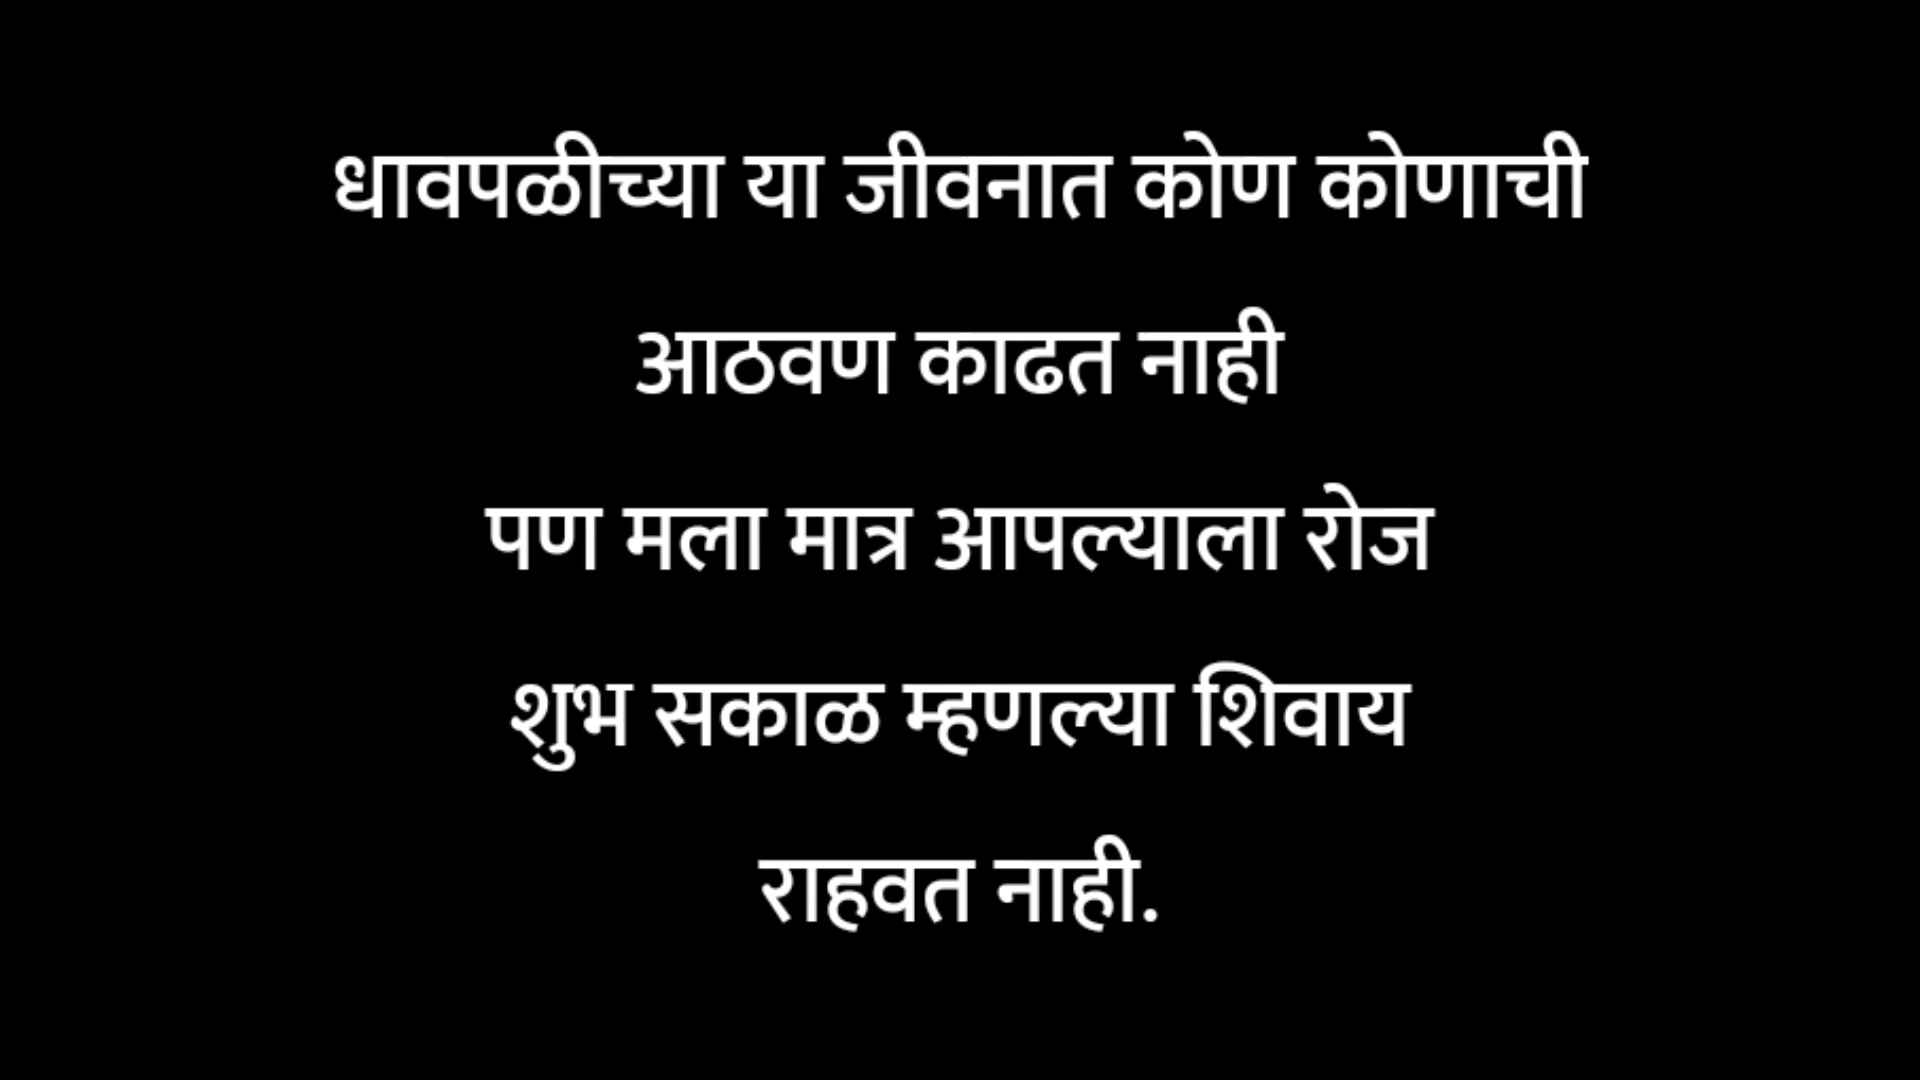 धावपळीच्या या जीवनात कोण कोणाची
आठवण काढत नाही
पण मला मात्र आपल्याला रोज
शुभ सकाळ म्हणल्या शिवाय
राहवत नाही.